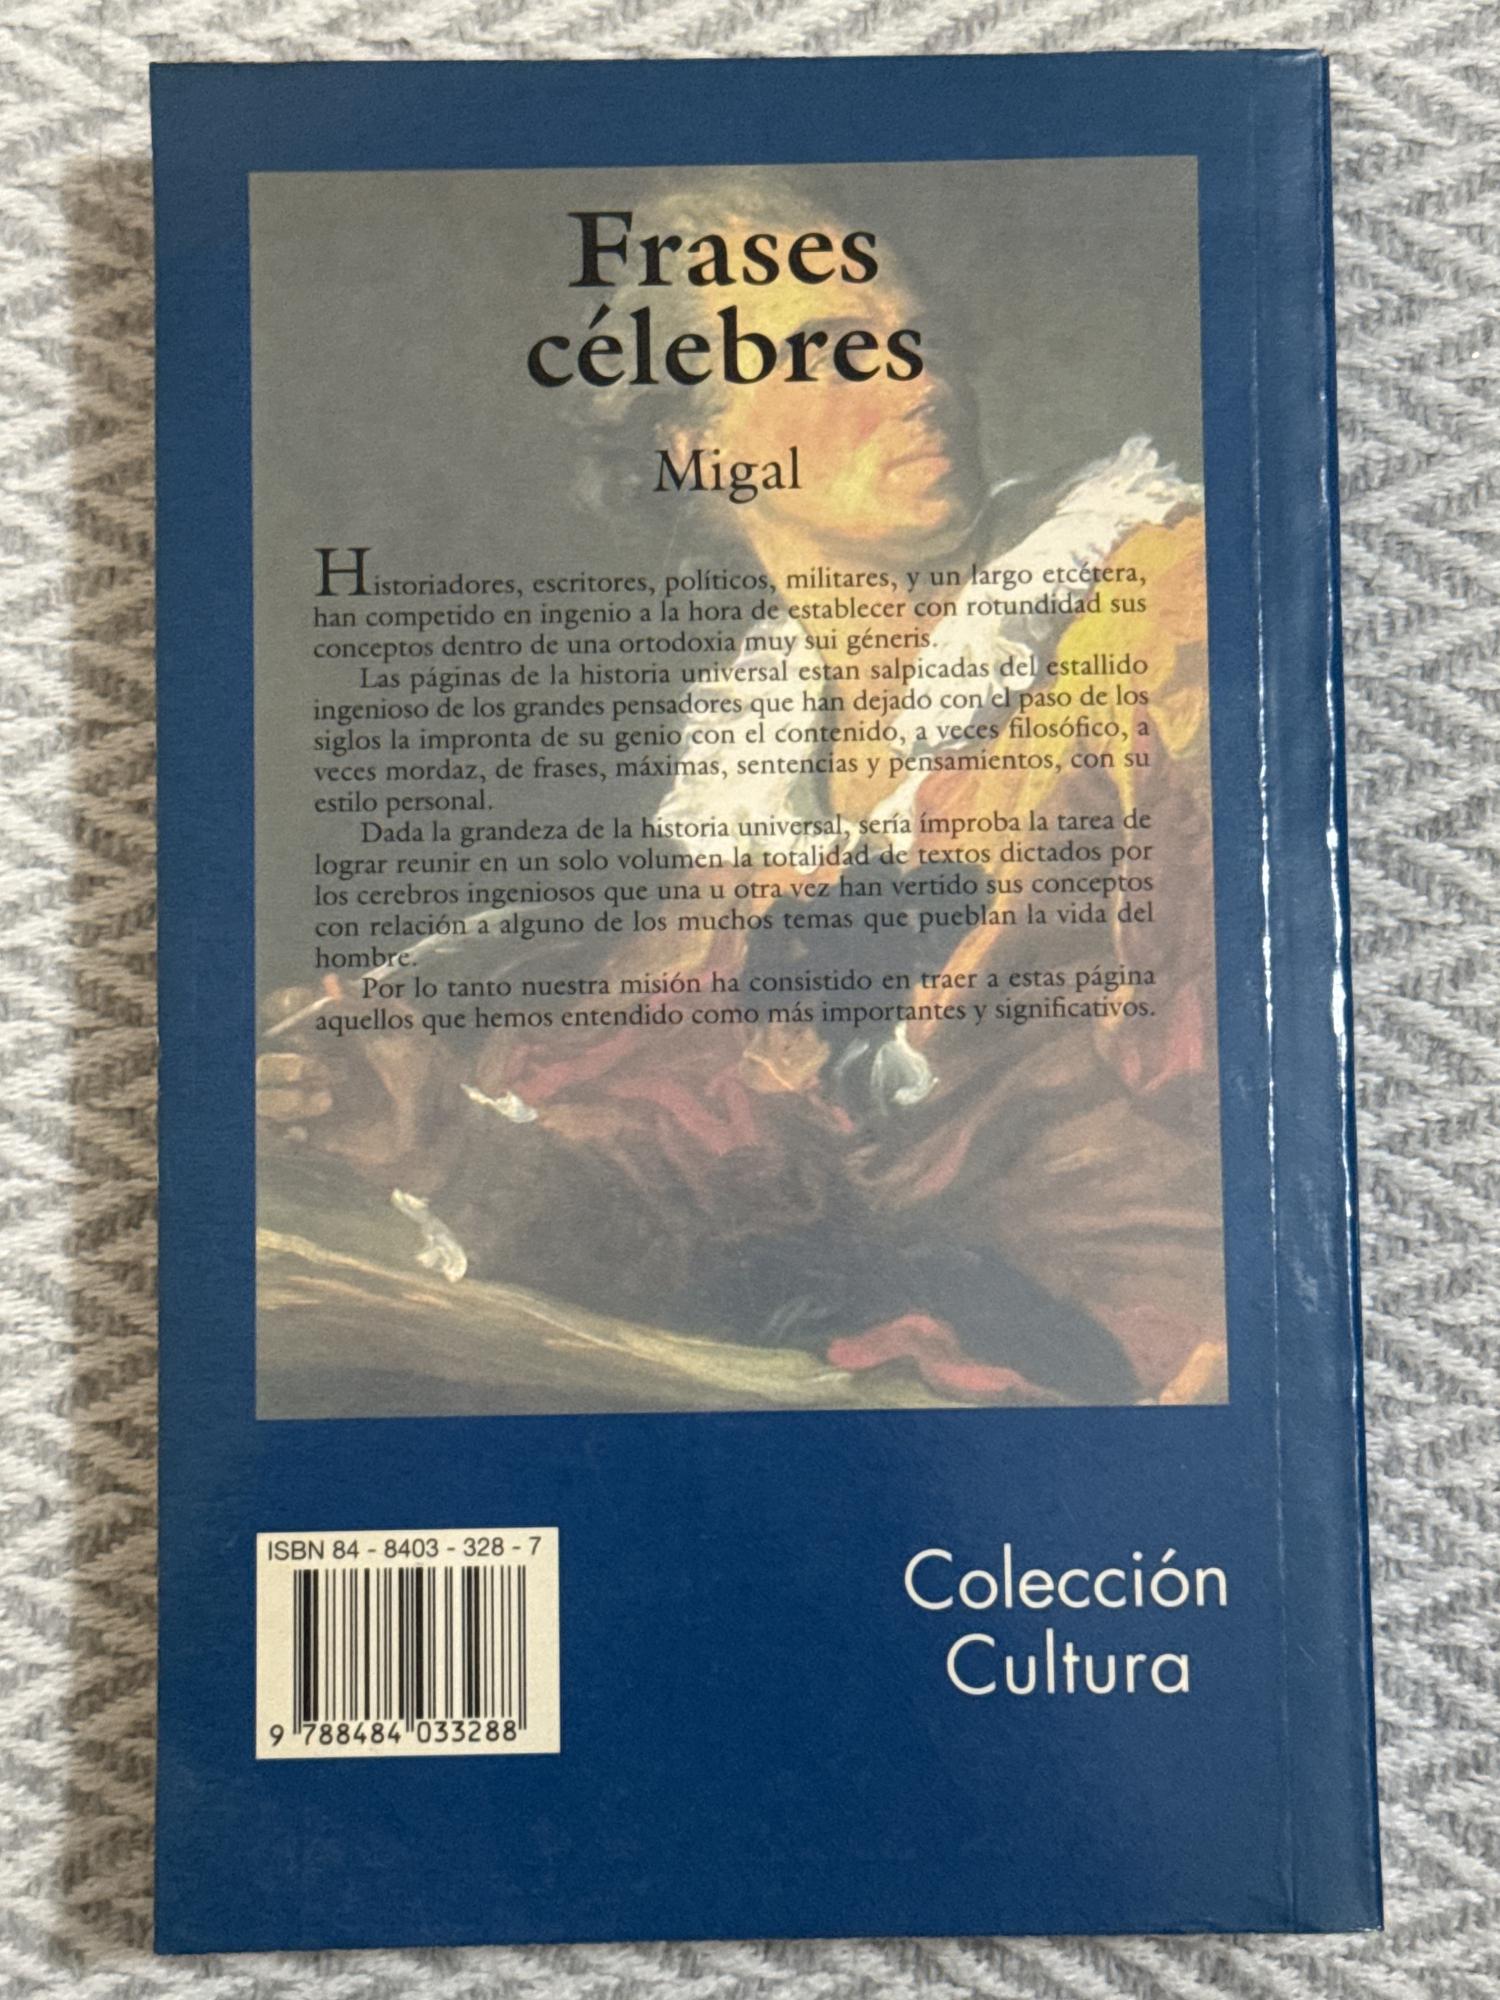 Frases
célebres
Migal
Historiadores, escritores, políticos, militares, y un largo etcétera,
han competido en ingenio a la hora de establecer con rotundidad sus
conceptos dentro de una ortodoxia muy sui géneris.
Las páginas de la historia universal estan salpicadas del estallido
ingenioso de los grandes pensadores que han dejado con el paso de los
siglos la impronta de su genio con el contenido, a veces filosófico, a
veces mordaz, de frases, máximas, sentencias y pensamientos, con su
estilo personal.
Dada la grandeza de la historia universal, sería ímproba la tarea de
lograr reunir en un solo volumen la totalidad de textos dictados por
los cerebros ingeniosos que una u otra vez han vertido sus conceptos
con relación a alguno de los muchos temas que pueblan la vida del
hombre.
Por lo tanto nuestra misión ha consistido en traer a estas página
aquellos que hemos entendido como más importantes y significativos.
ISBN 84 - 8403 - 328 - 7
9 788484 033288
Colección
Cultura